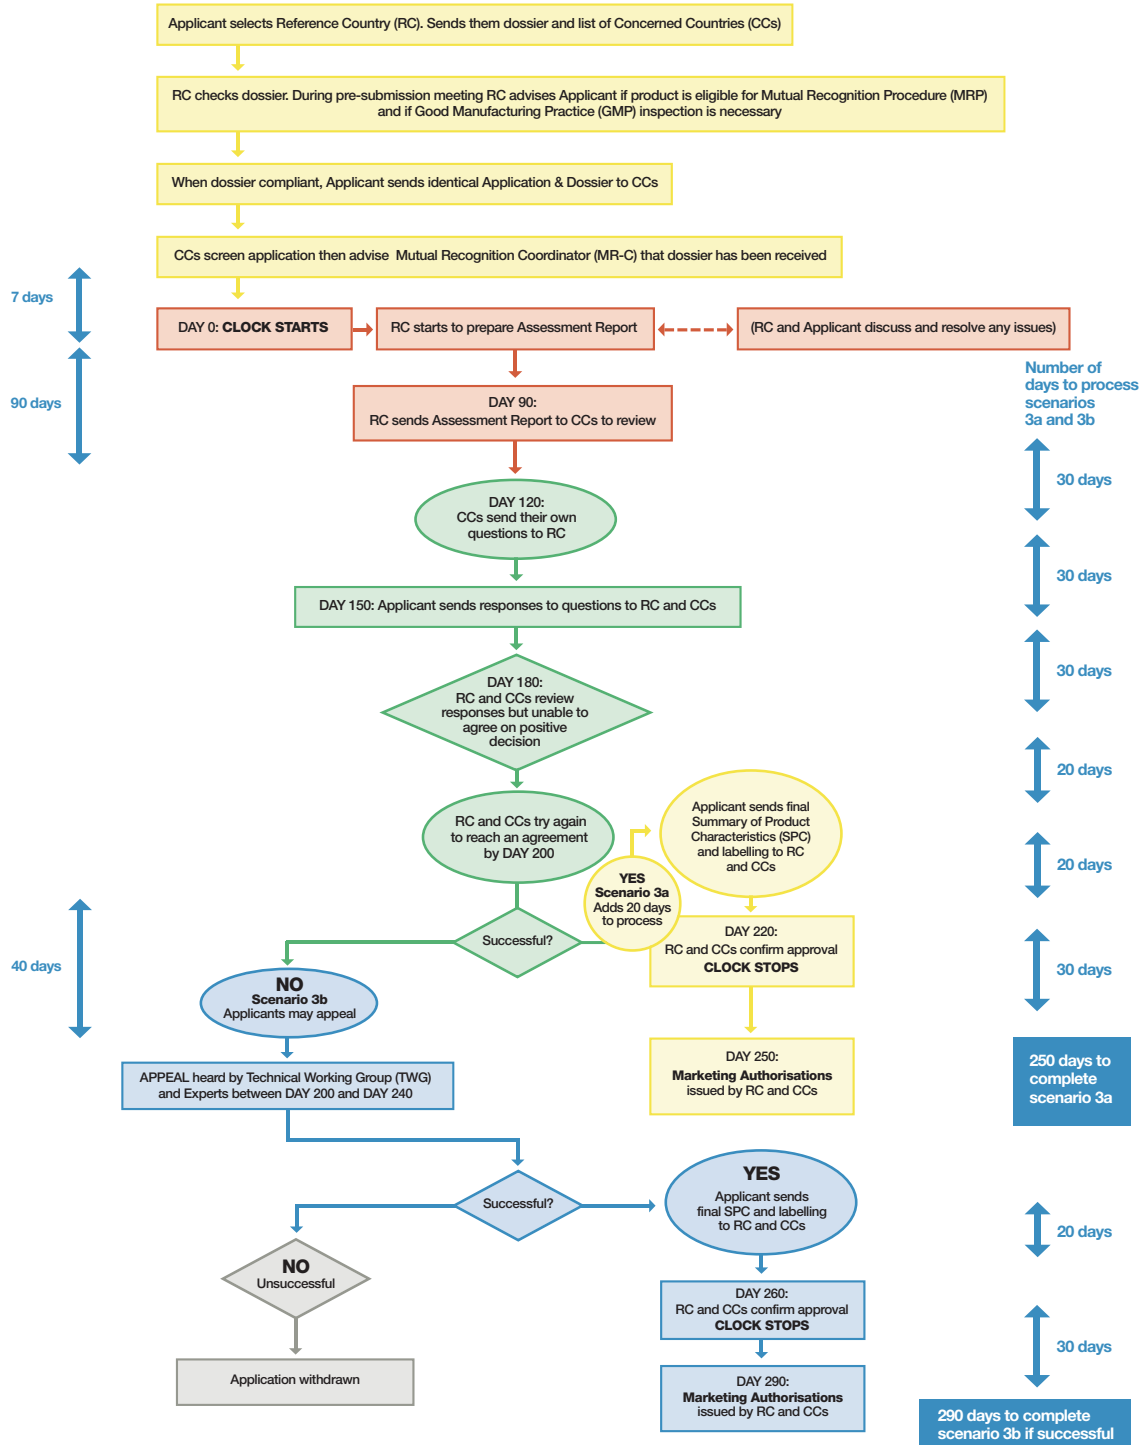 Applicant selects Reference Country (RC). Sends them dossier and list of Concerned Countries (CCs)
RC checks dossier. During pre-submission meeting RC advises Applicant if product is eligible for Mutual Recognition Procedure (MRP)
and if Good Manufacturing Practice (GMP) inspection is necessary
When dossier compliant, Applicant sends identical Application & Dossier to CCs
CCs screen application then advise Mutual Recognition Coordinator (MR-C) that dossier has been received
7 days
DAY 0: CLOCK STARTS
RC starts to prepare Assessment Report
(RC and Applicant discuss and resolve any issues)
90 days
DAY 90:
RC sends Assessment Report to CCs to review
Number of
days to process
scenarios
3a and 3b
30 days
DAY 120:
CCs send their own
questions to RC
30 days
DAY 150: Applicant sends responses to questions to RC and CCs
30 days
DAY 180:
RC and CCs review
responses but unable to
agree on positive
decision
20 days
RC and CCs try again
to reach an agreement
by DAY 200
Applicant sends final
Summary of Product
Characteristics (SPC)
and labelling to RC
and CCs
20 days
YES
Scenario 3a
Adds 20 days
to process
Successful?
DAY 220:
RC and CCs confirm approval
CLOCK STOPS
30 days
40 days
NO
Scenario 3b
Applicants may appeal
APPEAL heard by Technical Working Group (TWG)
and Experts between DAY 200 and DAY 240
DAY 250:
Marketing Authorisations
issued by RC and CCs
250 days to
complete
scenario 3a
Successful?
YES
Applicant sends
final SPC and labelling
to RC and CCs
20 days
NO
Unsuccessful
DAY 260:
RC and CCs confirm approval
CLOCK STOPS
30 days
Application withdrawn
DAY 290:
Marketing Authorisations
issued by RC and CCs
290 days to complete
scenario 3b if successful